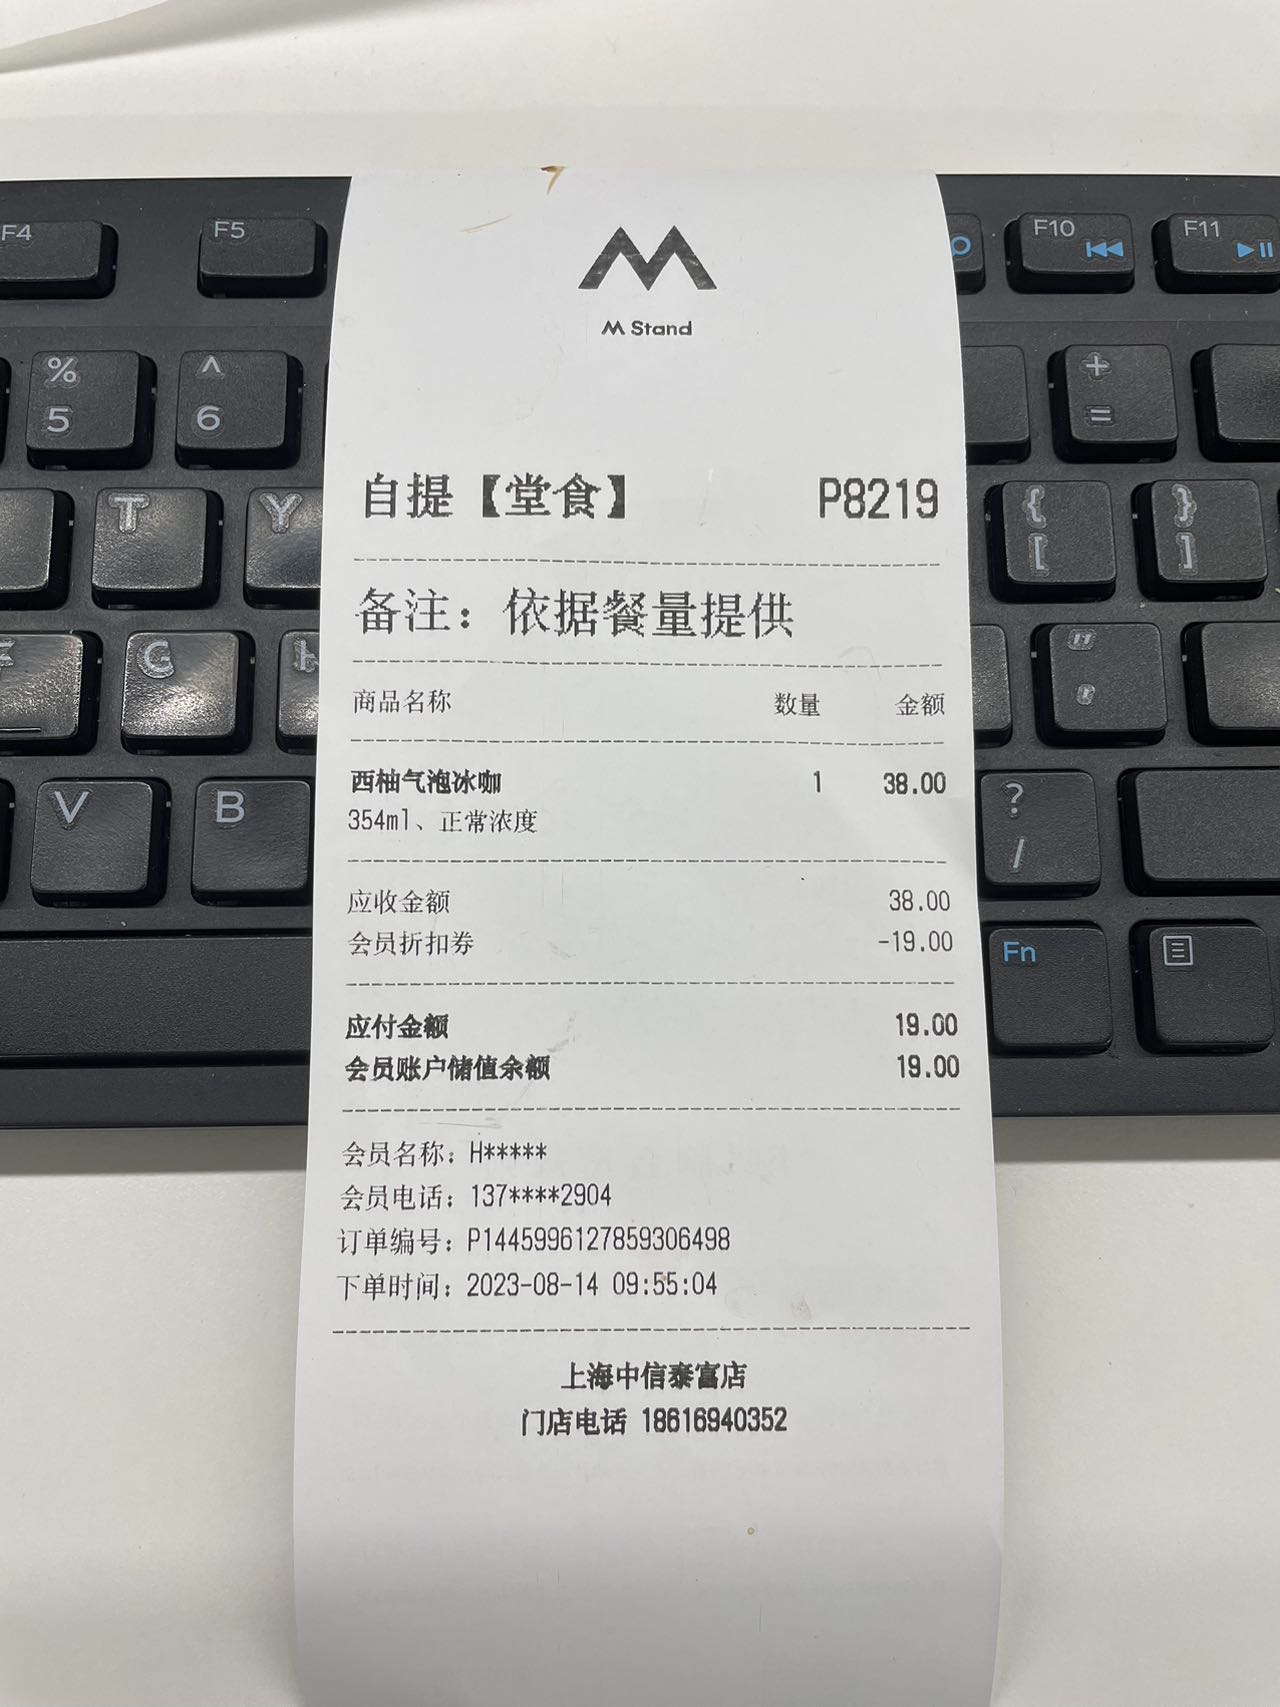 M Stand
自提【堂食】 P8219
备注：依据餐量提供
商品名称 数量 金额
西柚气泡冰咖 1 38.00
354ml、正常浓度
应收金额 38.00
会员折扣券 -19.00
应付金额 19.00
会员账户储值余额 19.00
会员名称：H*****
会员电话：137****2904
订单编号：P1445996127859306498
下单时间：2023-08-14 09:55:04
上海中信泰富店
门店电话 18616940352
F4 F5 F10 F11
% ^ +
5 6 =
T Y { }
[ ]
G H "
'
V B ?
/
Fn